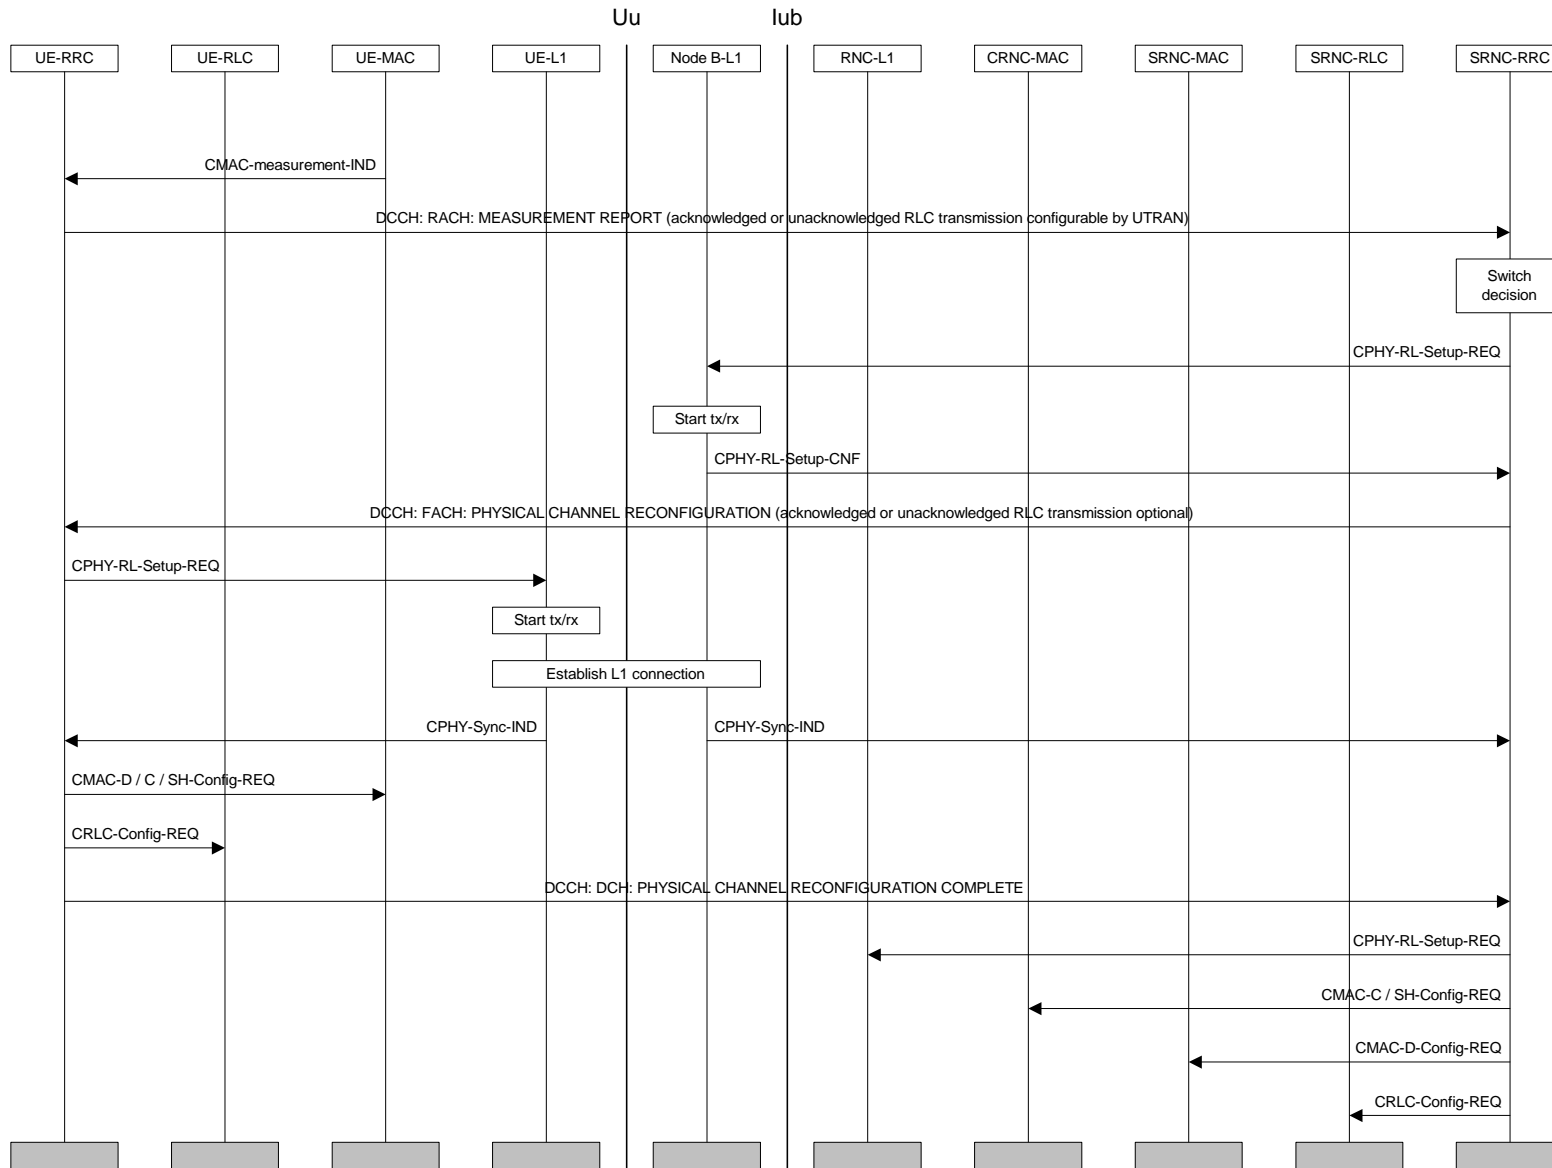 Uu
Iub
UE-RRC
UE-RLC
UE-MAC
UE-L1
Node B-L1
RNC-L1
CRNC-MAC
SRNC-MAC
SRNC-RLC
SRNC-RRC
CMAC-measurement-IND
DCCH: RACH: MEASUREMENT REPORT (acknowledged or unacknowledged RLC transmission configurable by UTRAN)
Switch
decision
CPHY-RL-Setup-REQ
Start tx/rx
CPHY-RL-Setup-CNF
DCCH: FACH: PHYSICAL CHANNEL RECONFIGURATION (acknowledged or unacknowledged RLC transmission optional)
CPHY-RL-Setup-REQ
Start tx/rx
Establish L1 connection
CPHY-Sync-IND
CPHY-Sync-IND
CMAC-D / C / SH-Config-REQ
CRLC-Config-REQ
DCCH: DCH: PHYSICAL CHANNEL RECONFIGURATION COMPLETE
CPHY-RL-Setup-REQ
CMAC-C / SH-Config-REQ
CMAC-D-Config-REQ
CRLC-Config-REQ